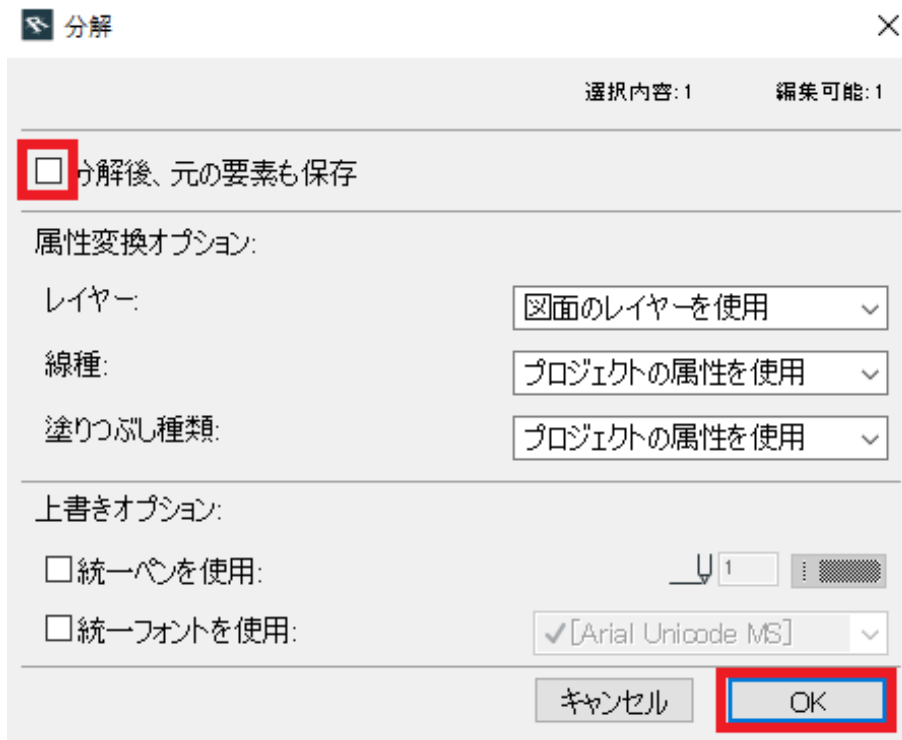 分解
選択内容:1 編集可能:1
分解後、元の要素も保存
属性変換オプション:
レイヤー: 図面のレイヤーを使用
線種: プロジェクトの属性を使用
塗りつぶし種類: プロジェクトの属性を使用
上書きオプション:
統一ペンを使用: 1
統一フォントを使用: ✓[Arial Unicode MS]
キャンセル OK